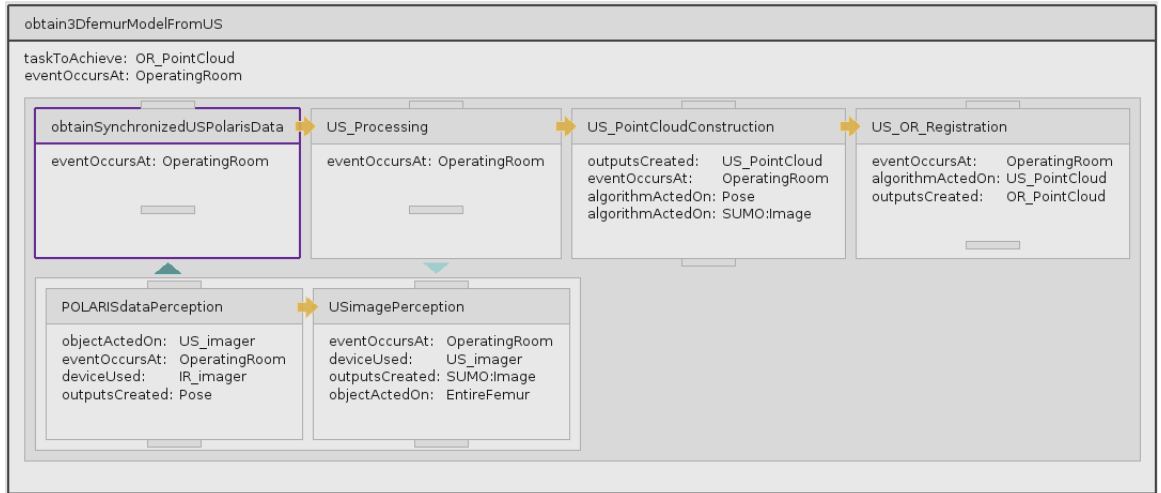 obtain3DfemurModelFromUS
taskToAchieve: OR_PointCloud
eventOccursAt: OperatingRoom
obtainSynchronizedUSPolarisData
eventOccursAt: OperatingRoom
US_Processing
eventOccursAt: OperatingRoom
US_PointCloudConstruction
outputsCreated: US_PointCloud
eventOccursAt: OperatingRoom
algorithmActedOn: Pose
algorithmActedOn: SUMO:Image
US_OR_Registration
eventOccursAt: OperatingRoom
algorithmActedOn: US_PointCloud
outputsCreated: OR_PointCloud
POLARISdataPerception
objectActedOn: US_imager
eventOccursAt: OperatingRoom
deviceUsed: IR_imager
outputsCreated: Pose
USimagePerception
eventOccursAt: OperatingRoom
deviceUsed: US_imager
outputsCreated: SUMO:Image
objectActedOn: EntireFemur